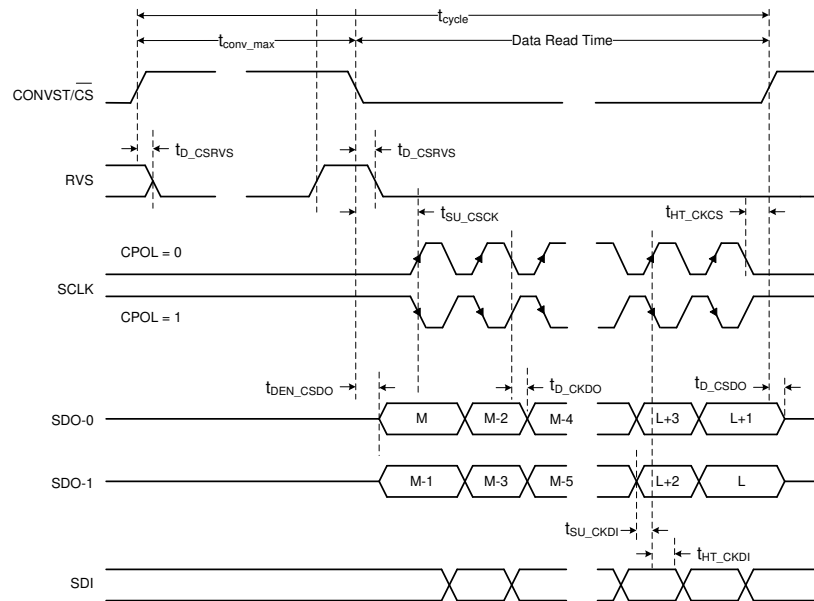 tcycle
tconv_max
Data Read Time
CONVST/CS
tD_CSRVS
tD_CSRVS
RVS
tSU_CSCK
tHT_CKCS
CPOL = 0
SCLK
CPOL = 1
tDEN_CSDO
tD_CKDO
tD_CSDO
SDO-0
M
M-2
M-4
L+3
L+1
SDO-1
M-1
M-3
M-5
L+2
L
tSU_CKDI
tHT_CKDI
SDI